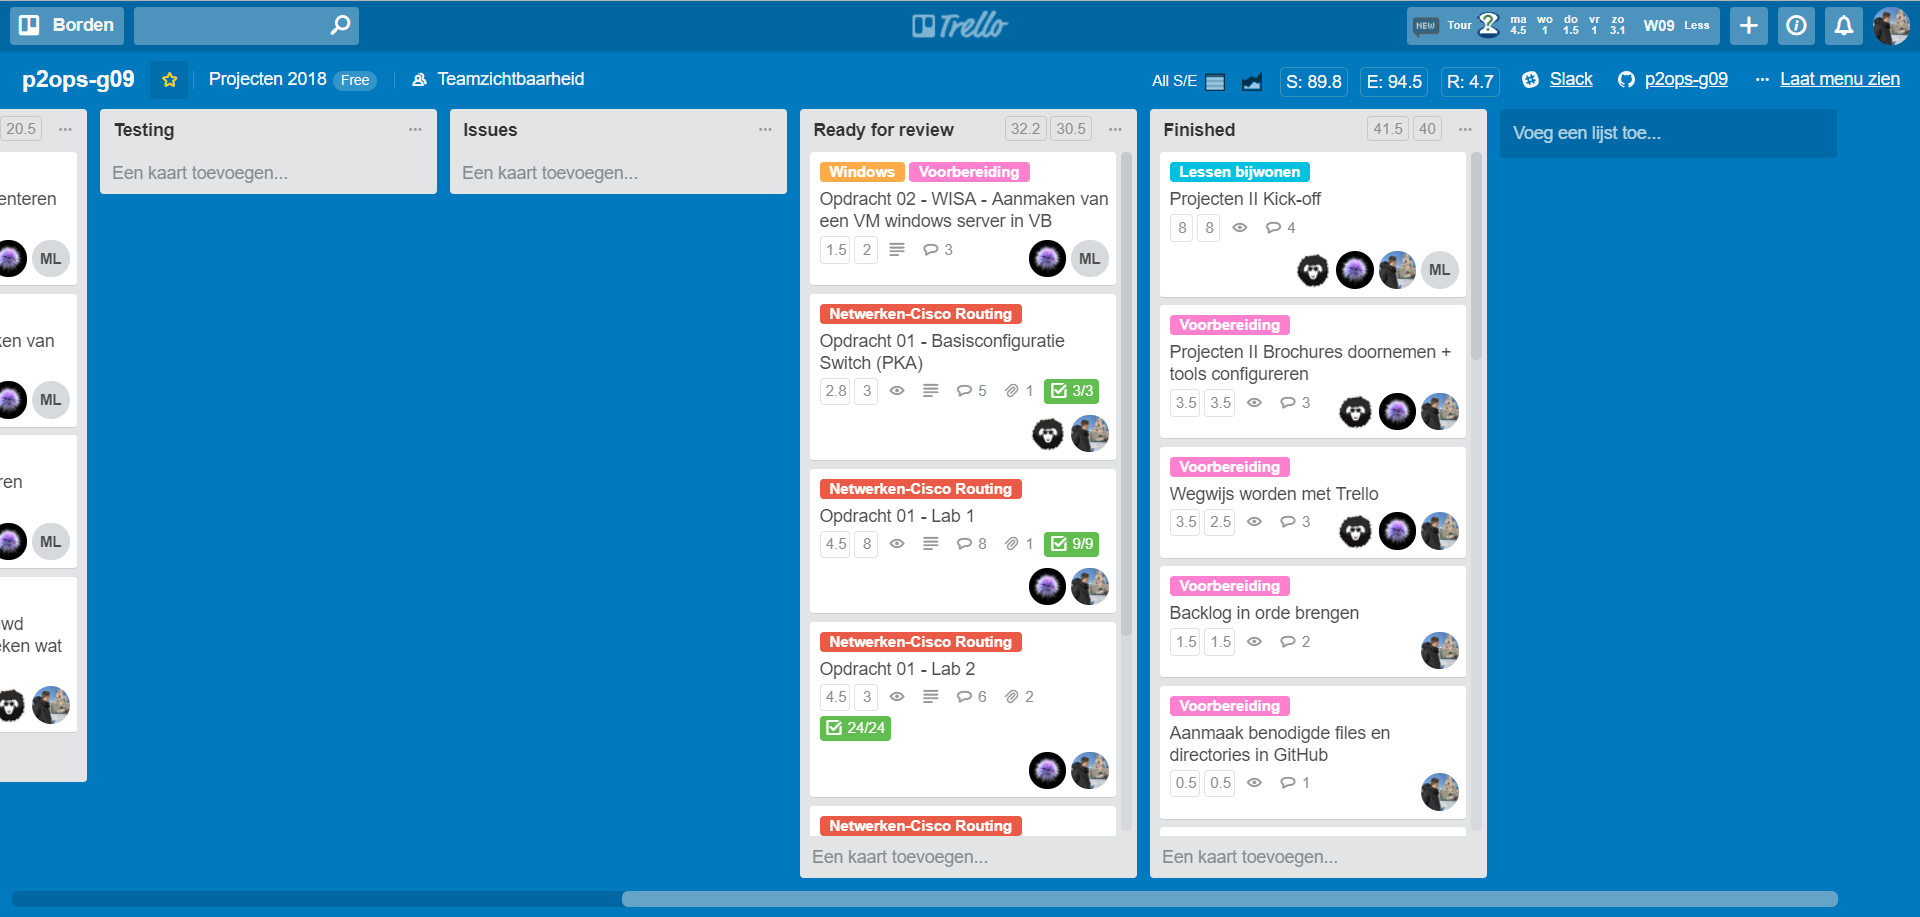 Borden
Trello
NEW Tour ma 4.5 wo 1 do 1.5 vr 1 zo 3.1 W09 Less
p2ops-g09
Projecten 2018 Free
Teamzichtbaarheid
All S/E S: 89.8 E: 94.5 R: 4.7
Slack
p2ops-g09
··· Laat menu zien
20.5 ···
enteren
ML
ken van
ML
ren
ML
wd
eken wat
Testing ···
Een kaart toevoegen...
Issues ···
Een kaart toevoegen...
Ready for review 32.2 30.5 ···
Windows Voorbereiding
Opdracht 02 - WISA - Aanmaken van
een VM windows server in VB
1.5 2 3
ML
Netwerken-Cisco Routing
Opdracht 01 - Basisconfiguratie
Switch (PKA)
2.8 3 5 1 3/3
Netwerken-Cisco Routing
Opdracht 01 - Lab 1
4.5 8 8 1 9/9
Netwerken-Cisco Routing
Opdracht 01 - Lab 2
4.5 3 6 2
24/24
Netwerken-Cisco Routing
Een kaart toevoegen...
Finished 41.5 40 ···
Lessen bijwonen
Projecten II Kick-off
8 8 4
ML
Voorbereiding
Projecten II Brochures doornemen +
tools configureren
3.5 3.5 3
Voorbereiding
Wegwijs worden met Trello
3.5 2.5 3
Voorbereiding
Backlog in orde brengen
1.5 1.5 2
Voorbereiding
Aanmaak benodigde files en
directories in GitHub
0.5 0.5 1
Een kaart toevoegen...
Voeg een lijst toe...